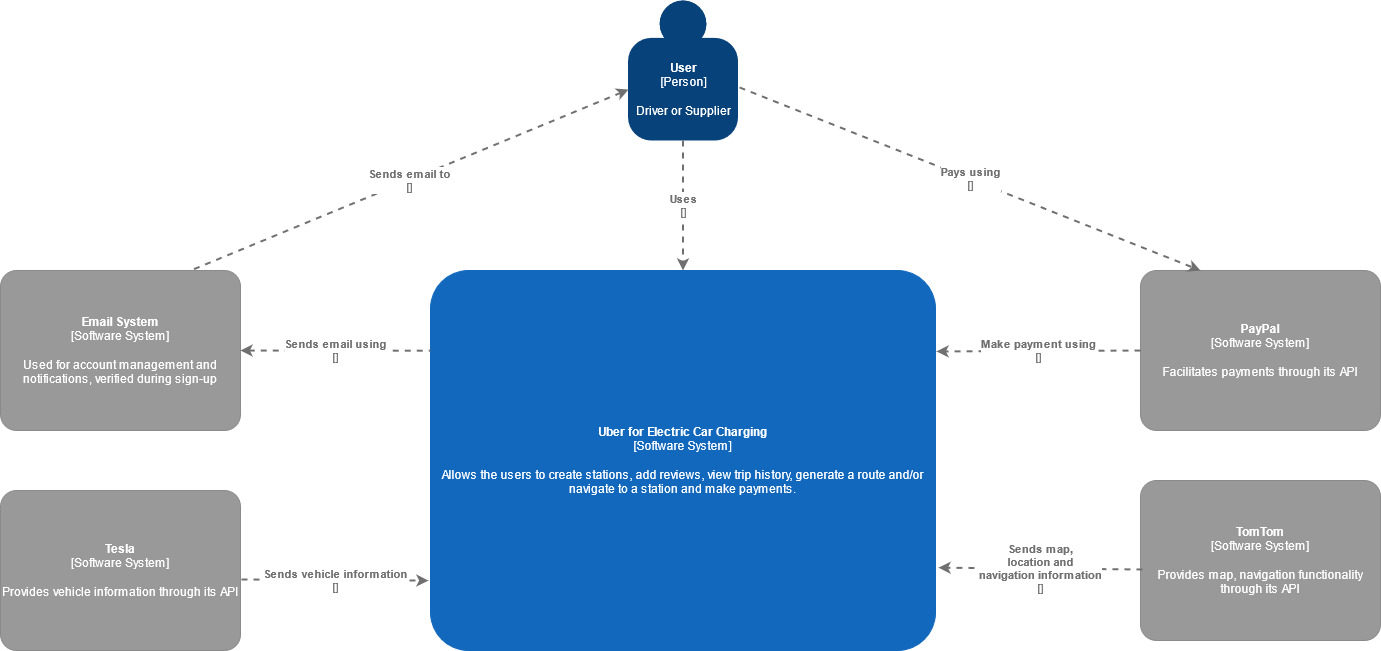 User
[Person]
Driver or Supplier
Sends email to
[]
Uses
[]
Pays using
[]
Email System
[Software System]
Used for account management and
notifications, verified during sign-up
Sends email using
[]
Uber for Electric Car Charging
[Software System]
Allows the users to create stations, add reviews, view trip history, generate a route and/or
navigate to a station and make payments.
Make payment using
[]
PayPal
[Software System]
Facilitates payments through its API
Tesla
[Software System]
Provides vehicle information through its API
Sends vehicle information
[]
Sends map,
location and
navigation information
[]
TomTom
[Software System]
Provides map, navigation functionality
through its API